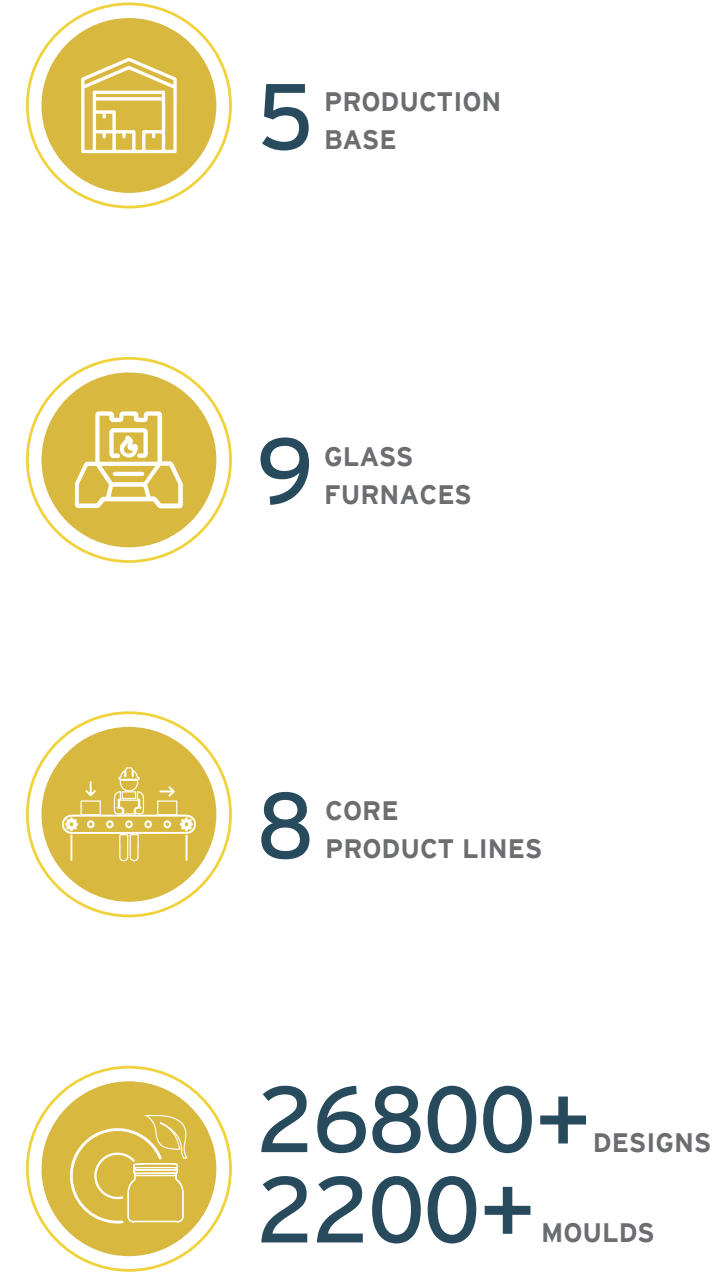 5 PRODUCTION
BASE
9 GLASS
FURNACES
8 CORE
PRODUCT LINES
26800+ DESIGNS
2200+ MOULDS